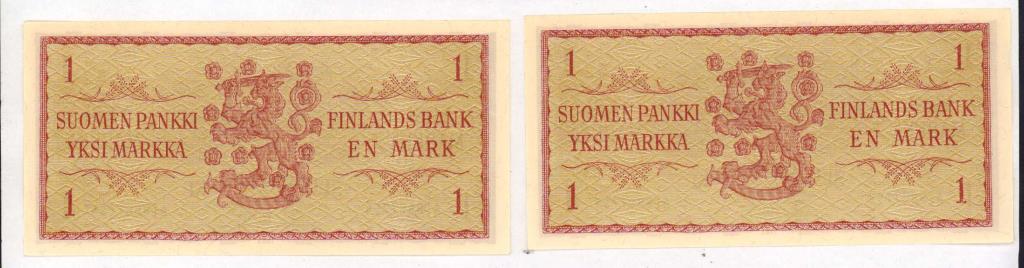 1 1
SUOMEN PANKKI FINLANDS BANK
YKSI MARKKA EN MARK
1 1
1 1
SUOMEN PANKKI FINLANDS BANK
YKSI MARKKA EN MARK
1 1